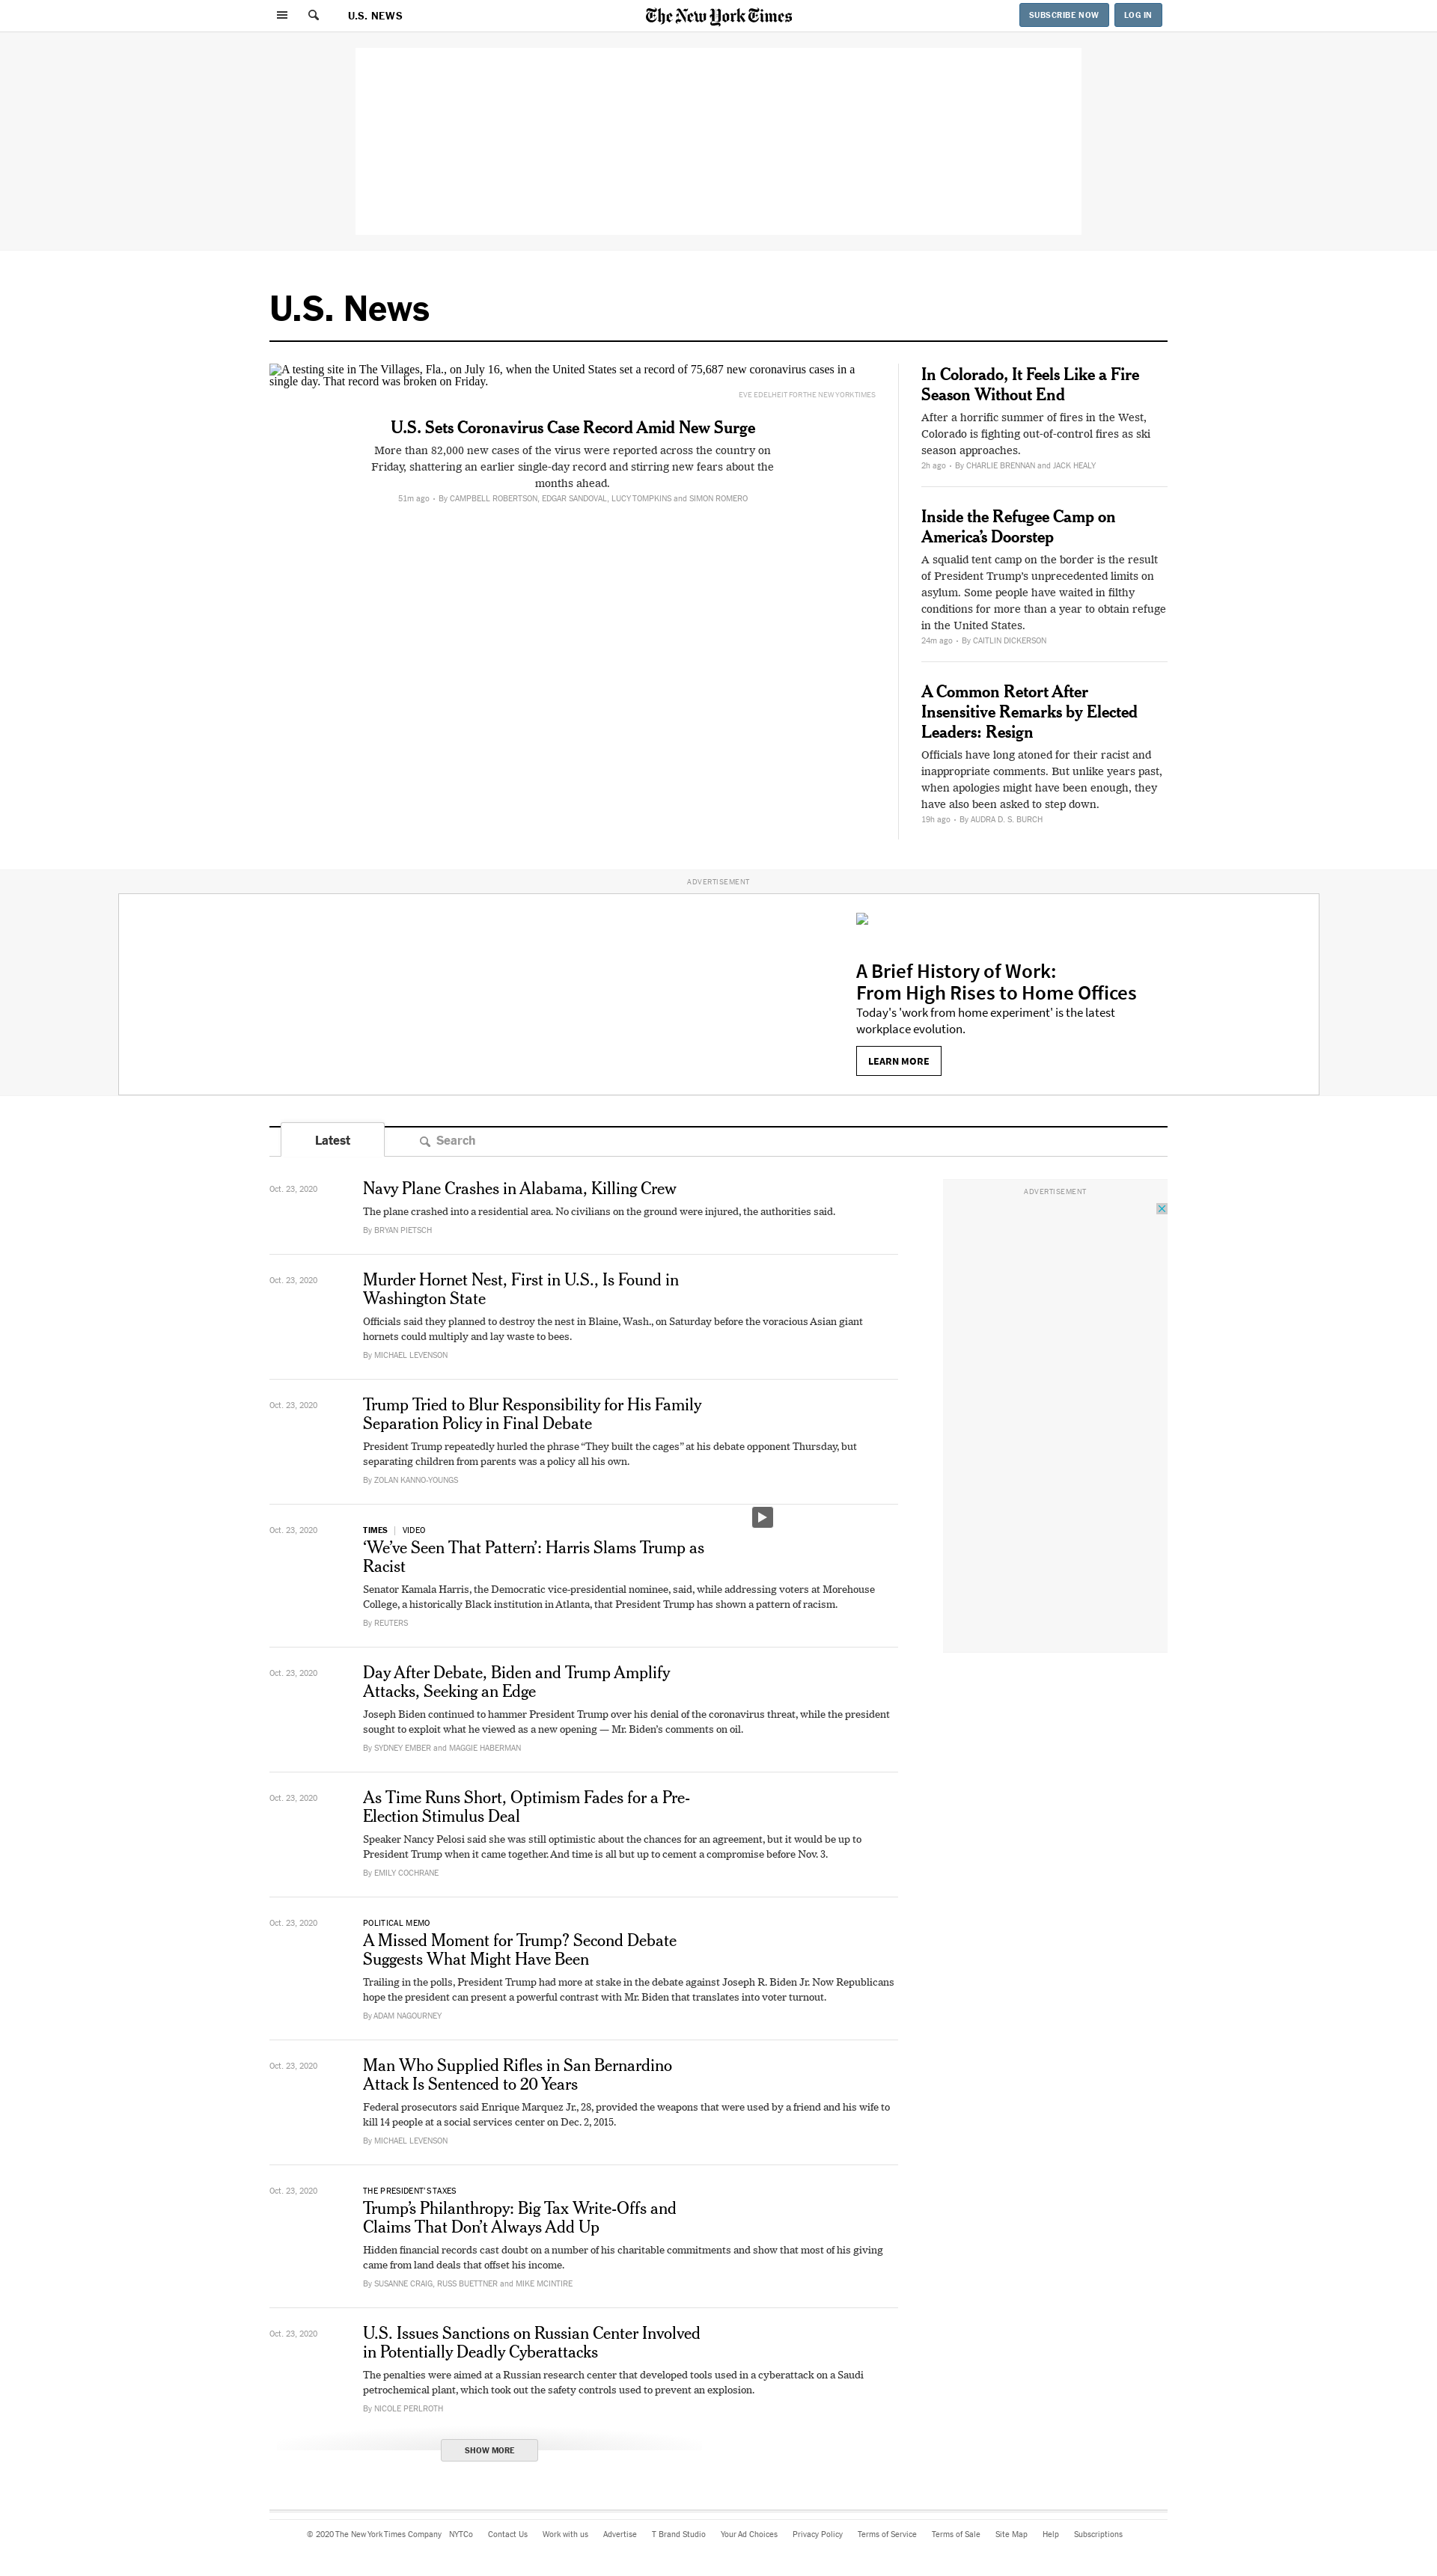 U.S. NEWS
The New York Times
SUBSCRIBE NOW
LOG IN
U.S. News
A testing site in The Villages, Fla., on July 16, when the United States set a record of 75,687 new coronavirus cases in a
single day. That record was broken on Friday.
EVE EDELHEIT FOR THE NEW YORK TIMES
U.S. Sets Coronavirus Case Record Amid New Surge
More than 82,000 new cases of the virus were reported across the country on
Friday, shattering an earlier single-day record and stirring new fears about the
months ahead.
51m ago • By CAMPBELL ROBERTSON, EDGAR SANDOVAL, LUCY TOMPKINS and SIMON ROMERO
In Colorado, It Feels Like a Fire
Season Without End
After a horrific summer of fires in the West,
Colorado is fighting out-of-control fires as ski
season approaches.
2h ago • By CHARLIE BRENNAN and JACK HEALY
Inside the Refugee Camp on
America’s Doorstep
A squalid tent camp on the border is the result
of President Trump’s unprecedented limits on
asylum. Some people have waited in filthy
conditions for more than a year to obtain refuge
in the United States.
24m ago • By CAITLIN DICKERSON
A Common Retort After
Insensitive Remarks by Elected
Leaders: Resign
Officials have long atoned for their racist and
inappropriate comments. But unlike years past,
when apologies might have been enough, they
have also been asked to step down.
19h ago • By AUDRA D. S. BURCH
ADVERTISEMENT
A Brief History of Work:
From High Rises to Home Offices
Today's 'work from home experiment' is the latest
workplace evolution.
LEARN MORE
Latest
Search
ADVERTISEMENT
Oct. 23, 2020
Navy Plane Crashes in Alabama, Killing Crew
The plane crashed into a residential area. No civilians on the ground were injured, the authorities said.
By BRYAN PIETSCH
Oct. 23, 2020
Murder Hornet Nest, First in U.S., Is Found in
Washington State
Officials said they planned to destroy the nest in Blaine, Wash., on Saturday before the voracious Asian giant
hornets could multiply and lay waste to bees.
By MICHAEL LEVENSON
Oct. 23, 2020
Trump Tried to Blur Responsibility for His Family
Separation Policy in Final Debate
President Trump repeatedly hurled the phrase “They built the cages” at his debate opponent Thursday, but
separating children from parents was a policy all his own.
By ZOLAN KANNO-YOUNGS
Oct. 23, 2020
TIMES | VIDEO
‘We’ve Seen That Pattern’: Harris Slams Trump as
Racist
Senator Kamala Harris, the Democratic vice-presidential nominee, said, while addressing voters at Morehouse
College, a historically Black institution in Atlanta, that President Trump has shown a pattern of racism.
By REUTERS
Oct. 23, 2020
Day After Debate, Biden and Trump Amplify
Attacks, Seeking an Edge
Joseph Biden continued to hammer President Trump over his denial of the coronavirus threat, while the president
sought to exploit what he viewed as a new opening — Mr. Biden’s comments on oil.
By SYDNEY EMBER and MAGGIE HABERMAN
Oct. 23, 2020
As Time Runs Short, Optimism Fades for a Pre-
Election Stimulus Deal
Speaker Nancy Pelosi said she was still optimistic about the chances for an agreement, but it would be up to
President Trump when it came together. And time is all but up to cement a compromise before Nov. 3.
By EMILY COCHRANE
Oct. 23, 2020
POLITICAL MEMO
A Missed Moment for Trump? Second Debate
Suggests What Might Have Been
Trailing in the polls, President Trump had more at stake in the debate against Joseph R. Biden Jr. Now Republicans
hope the president can present a powerful contrast with Mr. Biden that translates into voter turnout.
By ADAM NAGOURNEY
Oct. 23, 2020
Man Who Supplied Rifles in San Bernardino
Attack Is Sentenced to 20 Years
Federal prosecutors said Enrique Marquez Jr., 28, provided the weapons that were used by a friend and his wife to
kill 14 people at a social services center on Dec. 2, 2015.
By MICHAEL LEVENSON
Oct. 23, 2020
THE PRESIDENT'S TAXES
Trump’s Philanthropy: Big Tax Write-Offs and
Claims That Don’t Always Add Up
Hidden financial records cast doubt on a number of his charitable commitments and show that most of his giving
came from land deals that offset his income.
By SUSANNE CRAIG, RUSS BUETTNER and MIKE MCINTIRE
Oct. 23, 2020
U.S. Issues Sanctions on Russian Center Involved
in Potentially Deadly Cyberattacks
The penalties were aimed at a Russian research center that developed tools used in a cyberattack on a Saudi
petrochemical plant, which took out the safety controls used to prevent an explosion.
By NICOLE PERLROTH
SHOW MORE
© 2020 The New York Times Company NYTCo Contact Us Work with us Advertise T Brand Studio Your Ad Choices Privacy Policy Terms of Service Terms of Sale Site Map Help Subscriptions